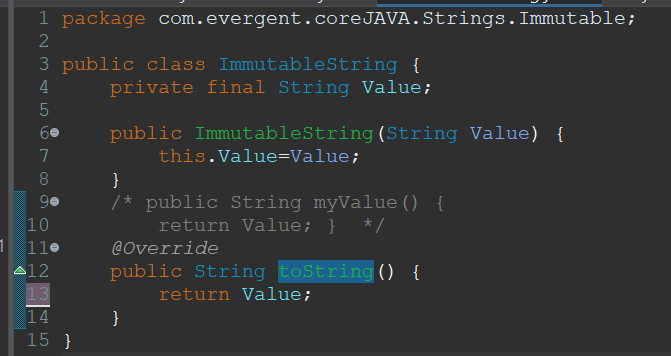 1 package com.evergent.coreJAVA.Strings.Immutable;
2
3 public class ImmutableString {
4     private final String Value;
5
6     public ImmutableString(String Value) {
7         this.Value=Value;
8     }
9     /* public String myValue() {
10         return Value; }  */
11     @Override
12     public String toString() {
13         return Value;
14     }
15 }